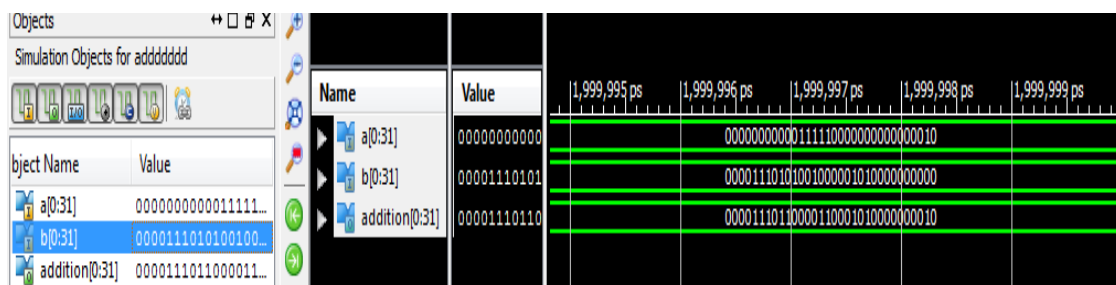 Objects
Simulation Objects for addddddd
bject Name Value
a[0:31] 0000000000011111...
b[0:31] 0000111010100100...
addition[0:31] 0000111011000011...
Name Value
a[0:31] 00000000000
b[0:31] 00001110101
addition[0:31] 00001110110
1,999,995 ps 1,999,996 ps 1,999,997 ps 1,999,998 ps 1,999,999 ps
00000000000111110000000000000010
00001110101001000001010000000000
00001110110000110001010000000010